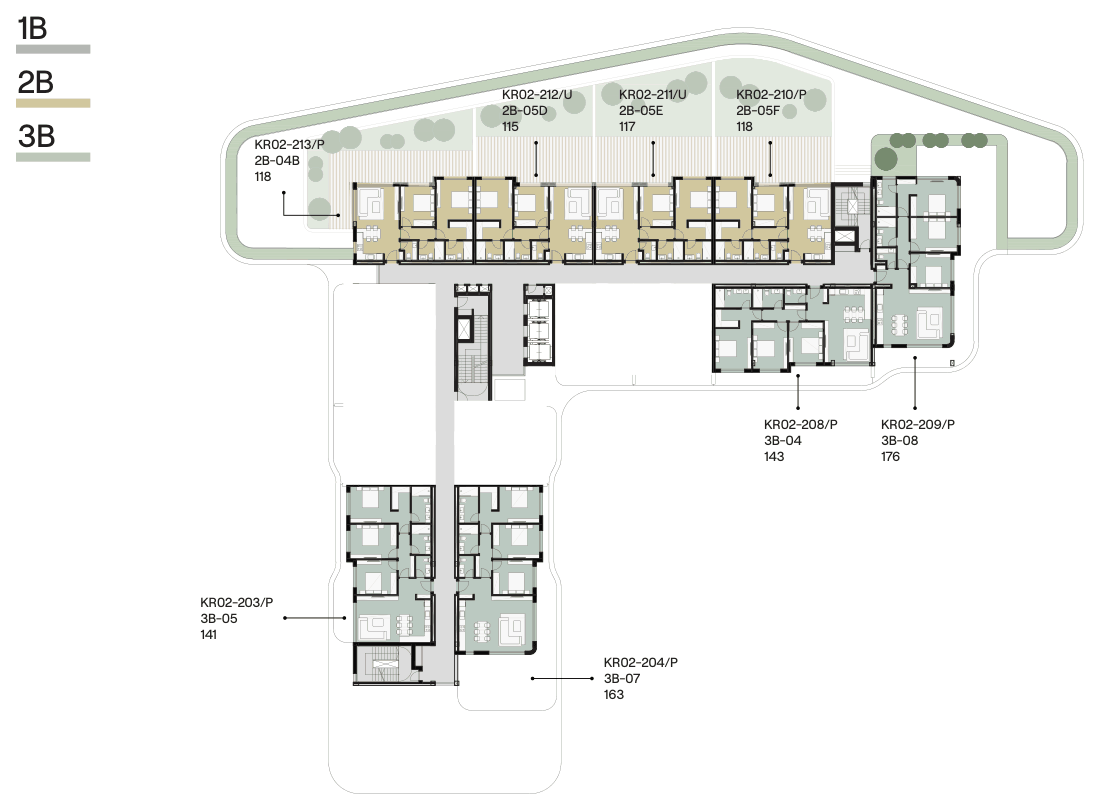 1B
2B
3B
KR02-213/P
2B-04B
118
KR02-212/U
2B-05D
115
KR02-211/U
2B-05E
117
KR02-210/P
2B-05F
118
KR02-208/P
3B-04
143
KR02-209/P
3B-08
176
KR02-203/P
3B-05
141
KR02-204/P
3B-07
163